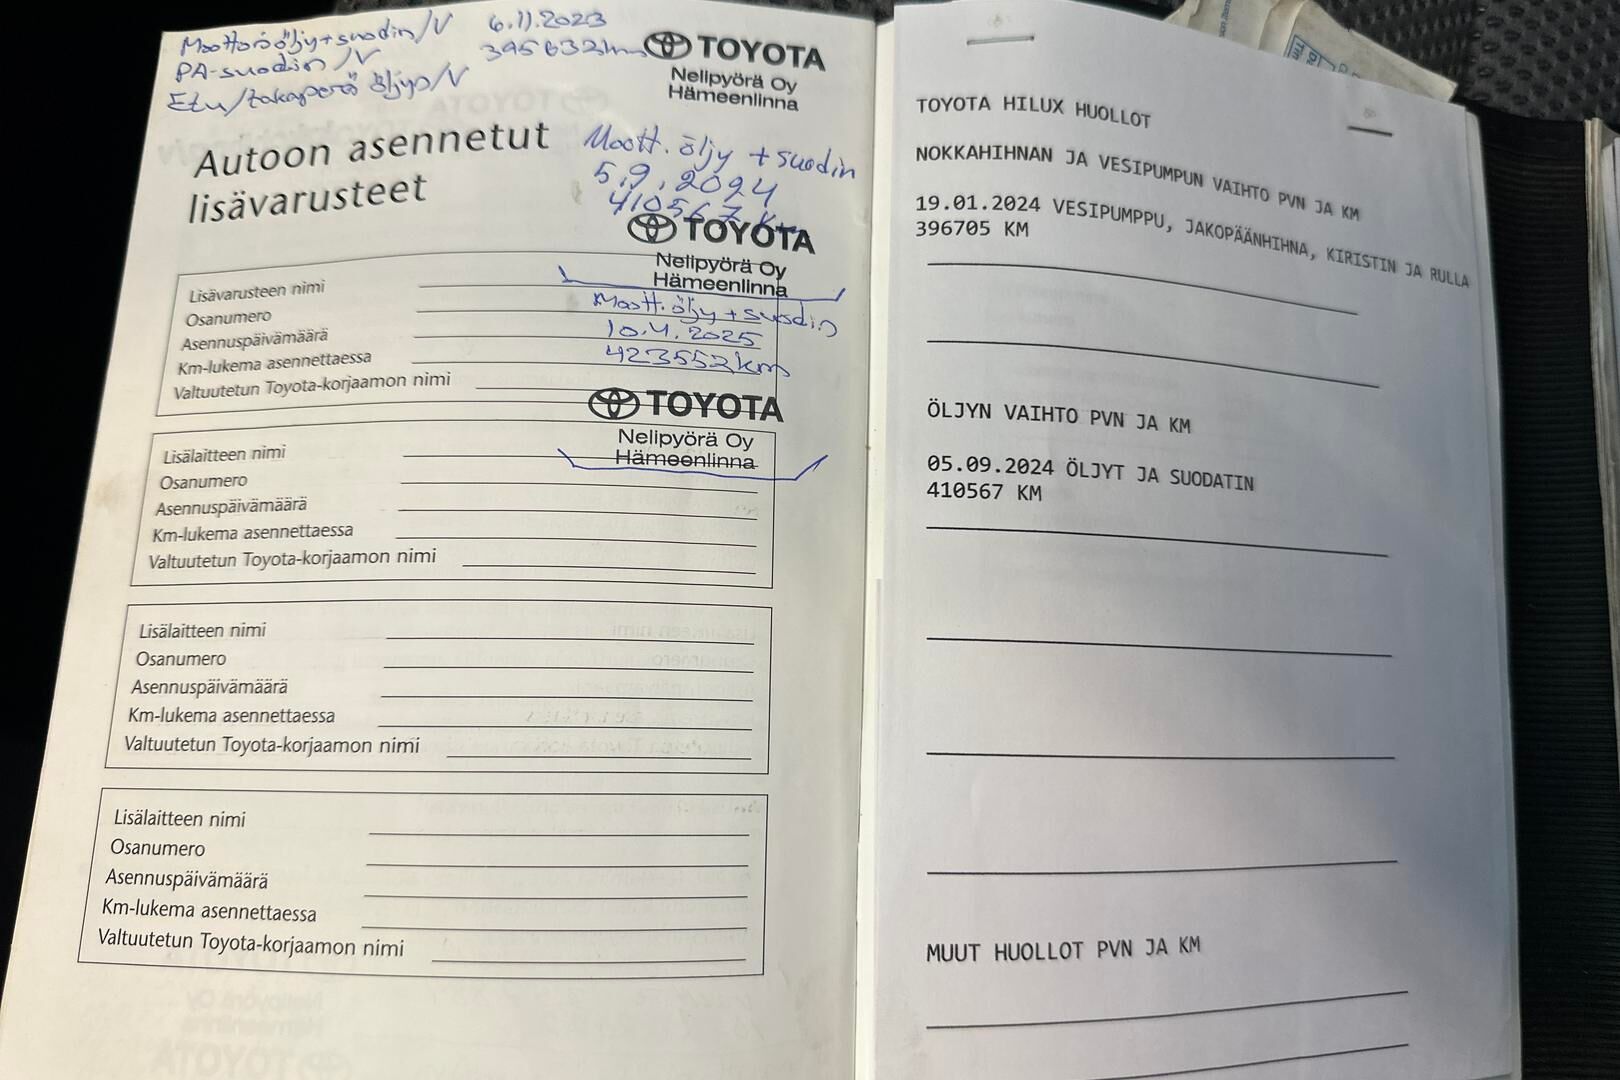 Moottoriöljy+suodin/V 6.11.2023
PA-suodin/V 395632km
Etu/takaperä öljyo/V
TOYOTA
Nelipyörä Oy
Hämeenlinna
Autoon asennetut
lisävarusteet
Moott. öljy + suodin
5.9.2024
410567 km
TOYOTA
Nelipyörä Oy
Hämeenlinna
Moott. öljy + suodin
10.4.2025
423552km
TOYOTA
Nelipyörä Oy
Hämeenlinna
Lisävarusteen nimi
Osanumero
Asennuspäivämäärä
Km-lukema asennettaessa
Valtuutetun Toyota-korjaamon nimi
Lisälaitteen nimi
Osanumero
Asennuspäivämäärä
Km-lukema asennettaessa
Valtuutetun Toyota-korjaamon nimi
Lisälaitteen nimi
Osanumero
Asennuspäivämäärä
Km-lukema asennettaessa
Valtuutetun Toyota-korjaamon nimi
Lisälaitteen nimi
Osanumero
Asennuspäivämäärä
Km-lukema asennettaessa
Valtuutetun Toyota-korjaamon nimi
TOYOTA HILUX HUOLLOT
NOKKAHIHNAN JA VESIPUMPUN VAIHTO PVN JA KM
19.01.2024 VESIPUMPPU, JAKOPÄÄNHIHNA, KIRISTIN JA RULLA
396705 KM
ÖLJYN VAIHTO PVN JA KM
05.09.2024 ÖLJYT JA SUODATIN
410567 KM
MUUT HUOLLOT PVN JA KM